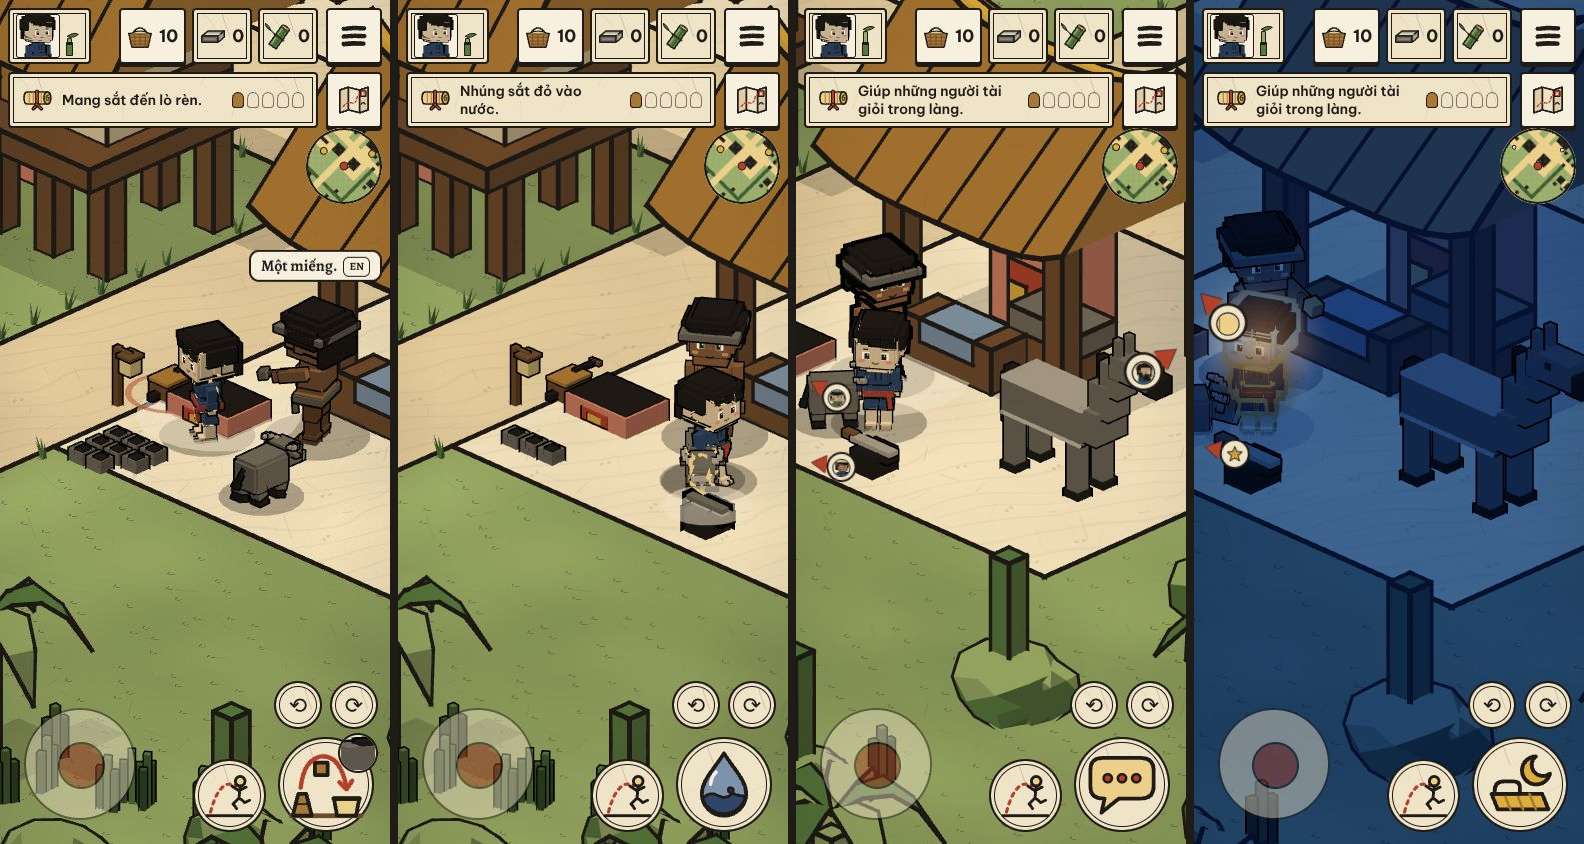 10
0
0
Mang sắt đến lò rèn.
Một miếng. EN
10
0
0
Nhúng sắt đỏ vào
nước.
10
0
0
Giúp những người tài
giỏi trong làng.
10
0
0
Giúp những người tài
giỏi trong làng.